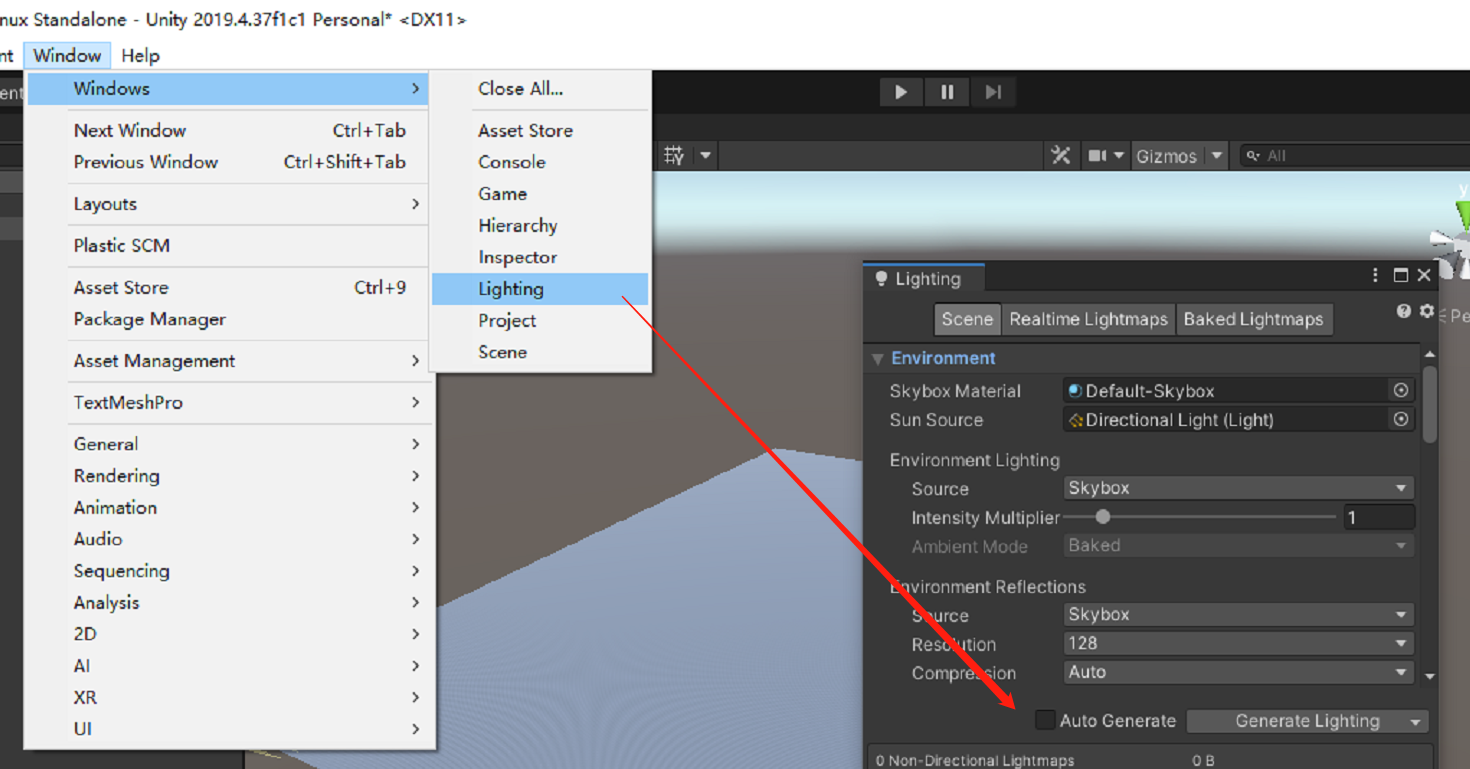 nux Standalone - Unity 2019.4.37f1c1 Personal* <DX11>
nt Window Help
ent
Windows
Next Window Ctrl+Tab
Previous Window Ctrl+Shift+Tab
Layouts
Plastic SCM
Asset Store Ctrl+9
Package Manager
Asset Management
TextMeshPro
General
Rendering
Animation
Audio
Sequencing
Analysis
2D
AI
XR
UI
Close All...
Asset Store
Console
Game
Hierarchy
Inspector
Lighting
Project
Scene
Gizmos
All
y
Pe
Lighting
Scene Realtime Lightmaps Baked Lightmaps
Environment
Skybox Material Default-Skybox
Sun Source Directional Light (Light)
Environment Lighting
Source Skybox
Intensity Multiplier 1
Ambient Mode Baked
Environment Reflections
Source Skybox
Resolution 128
Compression Auto
Auto Generate Generate Lighting
0 Non-Directional Lightmaps 0 B